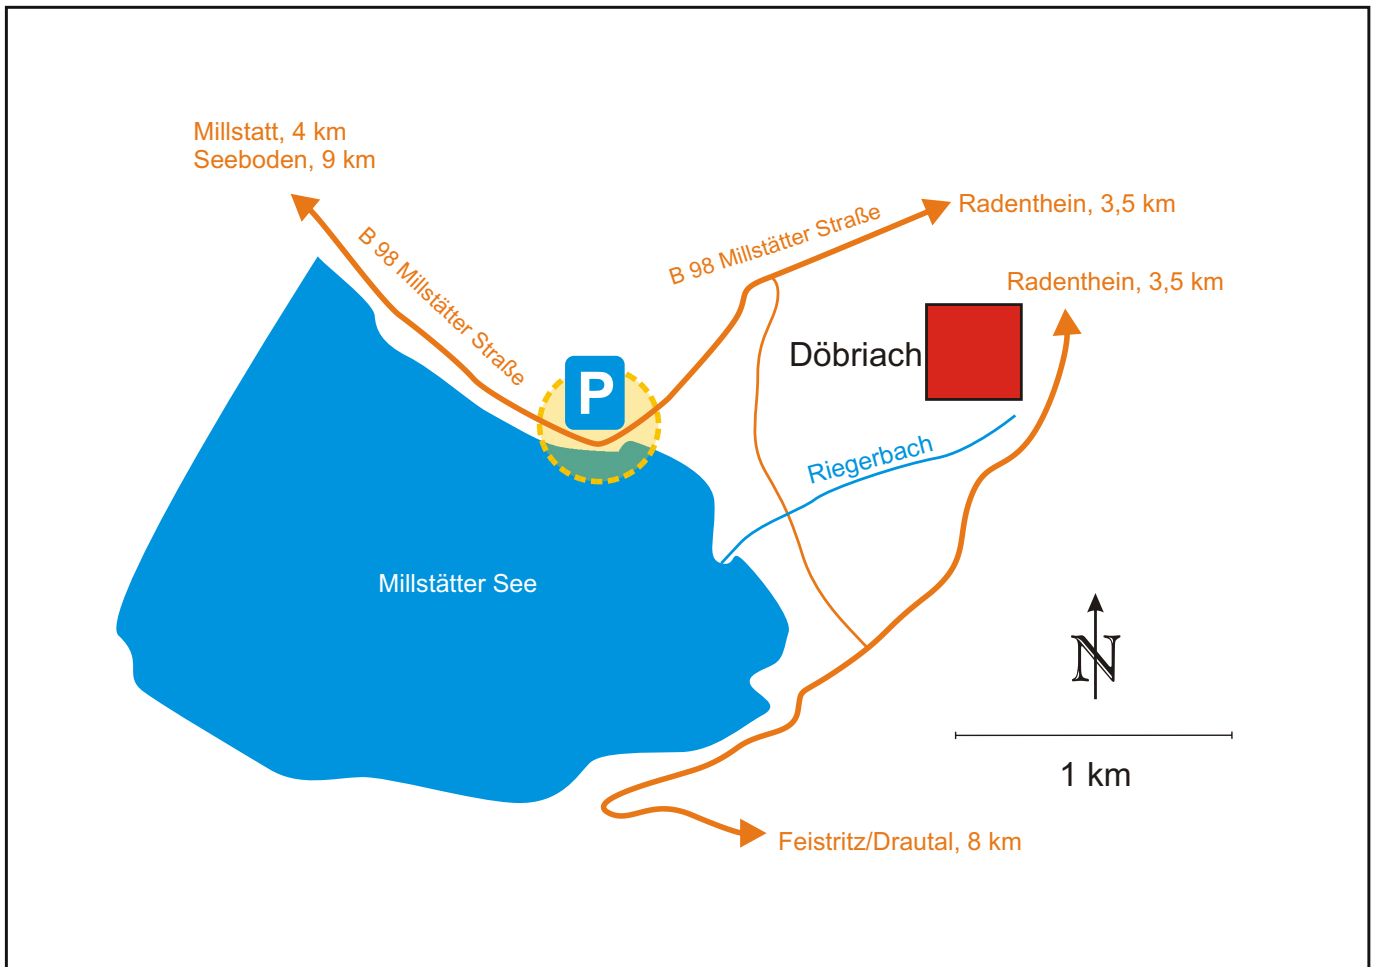 Millstatt, 4 km
Seeboden, 9 km
B 98 Millstätter Straße
B 98 Millstätter Straße
Radenthein, 3,5 km
Radenthein, 3,5 km
Döbriach
P
Riegerbach
Millstätter See
N
1 km
Feistritz/Drautal, 8 km